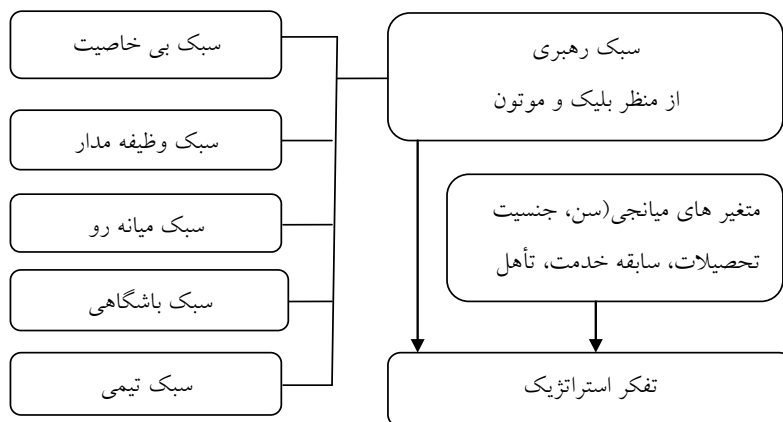 سبک رهبری
از منظر بلیک و موتون
سبک بی خاصیت
سبک وظیفه مدار
سبک میانه رو
سبک باشگاهی
سبک تیمی
متغیر های میانجی(سن، جنسیت
تحصیلات، سابقه خدمت، تأهل
تفکر استراتژیک